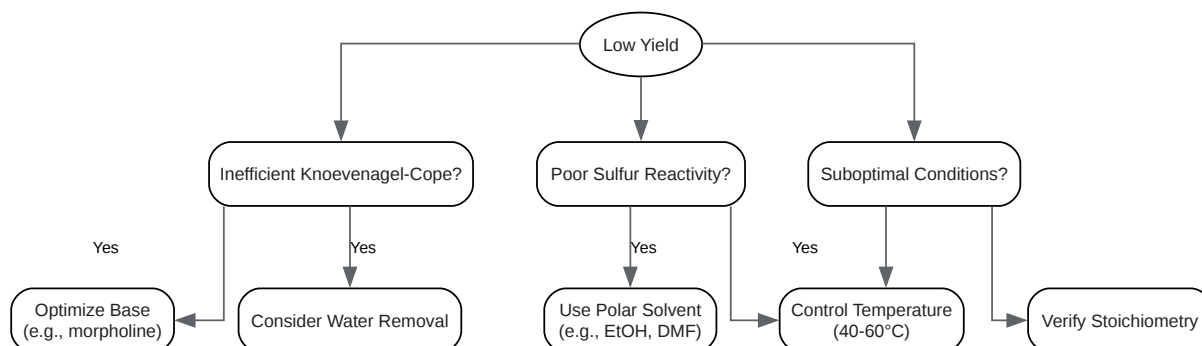 Low Yield
Inefficient Knoevenagel-Cope?
Poor Sulfur Reactivity?
Suboptimal Conditions?
Yes
Yes
Yes
Yes
Optimize Base
(e.g., morpholine)
Consider Water Removal
Use Polar Solvent
(e.g., EtOH, DMF)
Control Temperature
(40-60°C)
Verify Stoichiometry